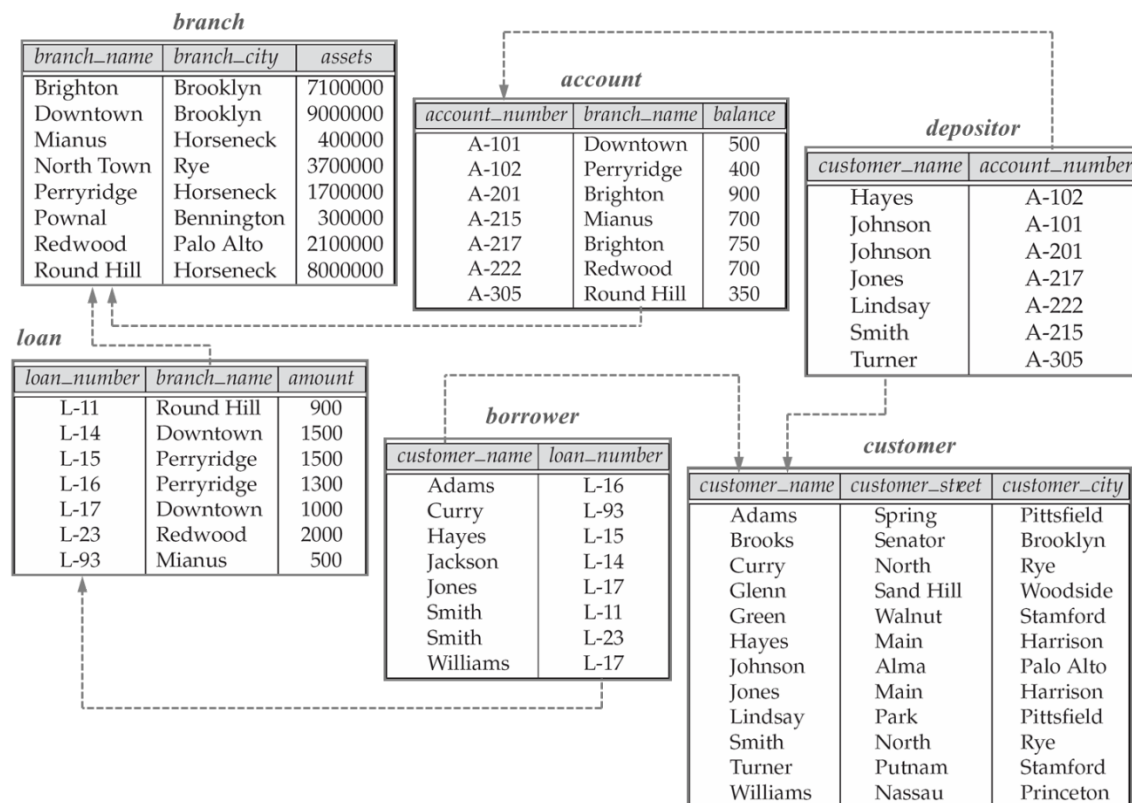 branch
branch_name branch_city assets
Brighton Brooklyn 7100000
Downtown Brooklyn 9000000
Mianus Horseneck 400000
North Town Rye 3700000
Perryridge Horseneck 1700000
Pownal Bennington 300000
Redwood Palo Alto 2100000
Round Hill Horseneck 8000000
account
account_number branch_name balance
A-101 Downtown 500
A-102 Perryridge 400
A-201 Brighton 900
A-215 Mianus 700
A-217 Brighton 750
A-222 Redwood 700
A-305 Round Hill 350
depositor
customer_name account_number
Hayes A-102
Johnson A-101
Johnson A-201
Jones A-217
Lindsay A-222
Smith A-215
Turner A-305
loan
loan_number branch_name amount
L-11 Round Hill 900
L-14 Downtown 1500
L-15 Perryridge 1500
L-16 Perryridge 1300
L-17 Downtown 1000
L-23 Redwood 2000
L-93 Mianus 500
borrower
customer_name loan_number
Adams L-16
Curry L-93
Hayes L-15
Jackson L-14
Jones L-17
Smith L-11
Smith L-23
Williams L-17
customer
customer_name customer_street customer_city
Adams Spring Pittsfield
Brooks Senator Brooklyn
Curry North Rye
Glenn Sand Hill Woodside
Green Walnut Stamford
Hayes Main Harrison
Johnson Alma Palo Alto
Jones Main Harrison
Lindsay Park Pittsfield
Smith North Rye
Turner Putnam Stamford
Williams Nassau Princeton